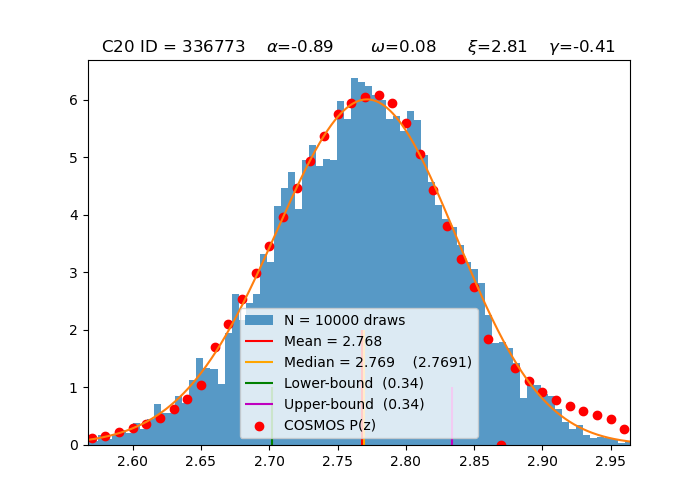 C20 ID = 336773    α=-0.89    ω=0.08    ξ=2.81    γ=-0.41
6
5
4
3
2
1
0
N = 10000 draws
Mean = 2.768
Median = 2.769    (2.7691)
Lower-bound  (0.34)
Upper-bound  (0.34)
COSMOS P(z)
2.60 2.65 2.70 2.75 2.80 2.85 2.90 2.95